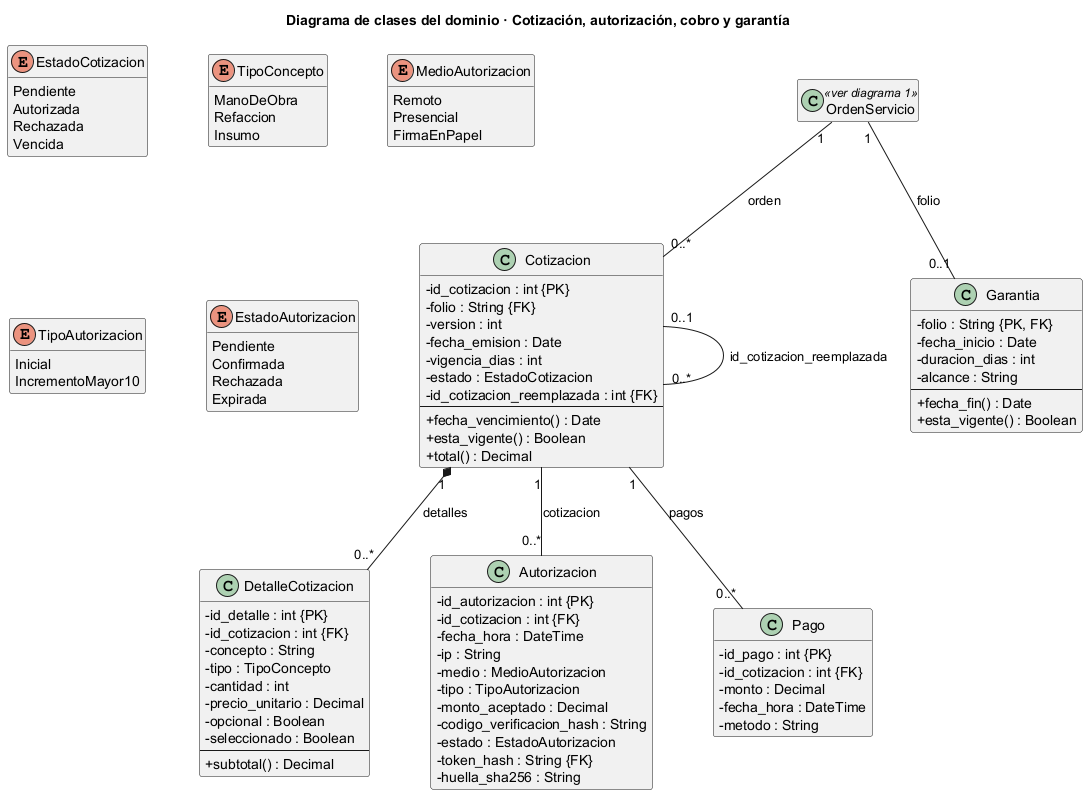 Diagrama de clases del dominio · Cotización, autorización, cobro y garantía
E EstadoCotizacion
Pendiente
Autorizada
Rechazada
Vencida
E TipoConcepto
ManoDeObra
Refaccion
Insumo
E MedioAutorizacion
Remoto
Presencial
FirmaEnPapel
C «ver diagrama 1»
OrdenServicio
1
1
orden
folio
0..*
0..1
E TipoAutorizacion
Inicial
IncrementoMayor10
E EstadoAutorizacion
Pendiente
Confirmada
Rechazada
Expirada
C Cotizacion
-id_cotizacion : int {PK}
-folio : String {FK}
-version : int
-fecha_emision : Date
-vigencia_dias : int
-estado : EstadoCotizacion
-id_cotizacion_reemplazada : int {FK}
+fecha_vencimiento() : Date
+esta_vigente() : Boolean
+total() : Decimal
0..1
id_cotizacion_reemplazada
0..*
C Garantia
-folio : String {PK, FK}
-fecha_inicio : Date
-duracion_dias : int
-alcance : String
+fecha_fin() : Date
+esta_vigente() : Boolean
1
1
1
detalles
cotizacion
pagos
0..*
0..*
0..*
C DetalleCotizacion
-id_detalle : int {PK}
-id_cotizacion : int {FK}
-concepto : String
-tipo : TipoConcepto
-cantidad : int
-precio_unitario : Decimal
-opcional : Boolean
-seleccionado : Boolean
+subtotal() : Decimal
C Autorizacion
-id_autorizacion : int {PK}
-id_cotizacion : int {FK}
-fecha_hora : DateTime
-ip : String
-medio : MedioAutorizacion
-tipo : TipoAutorizacion
-monto_aceptado : Decimal
-codigo_verificacion_hash : String
-estado : EstadoAutorizacion
-token_hash : String {FK}
-huella_sha256 : String
C Pago
-id_pago : int {PK}
-id_cotizacion : int {FK}
-monto : Decimal
-fecha_hora : DateTime
-metodo : String